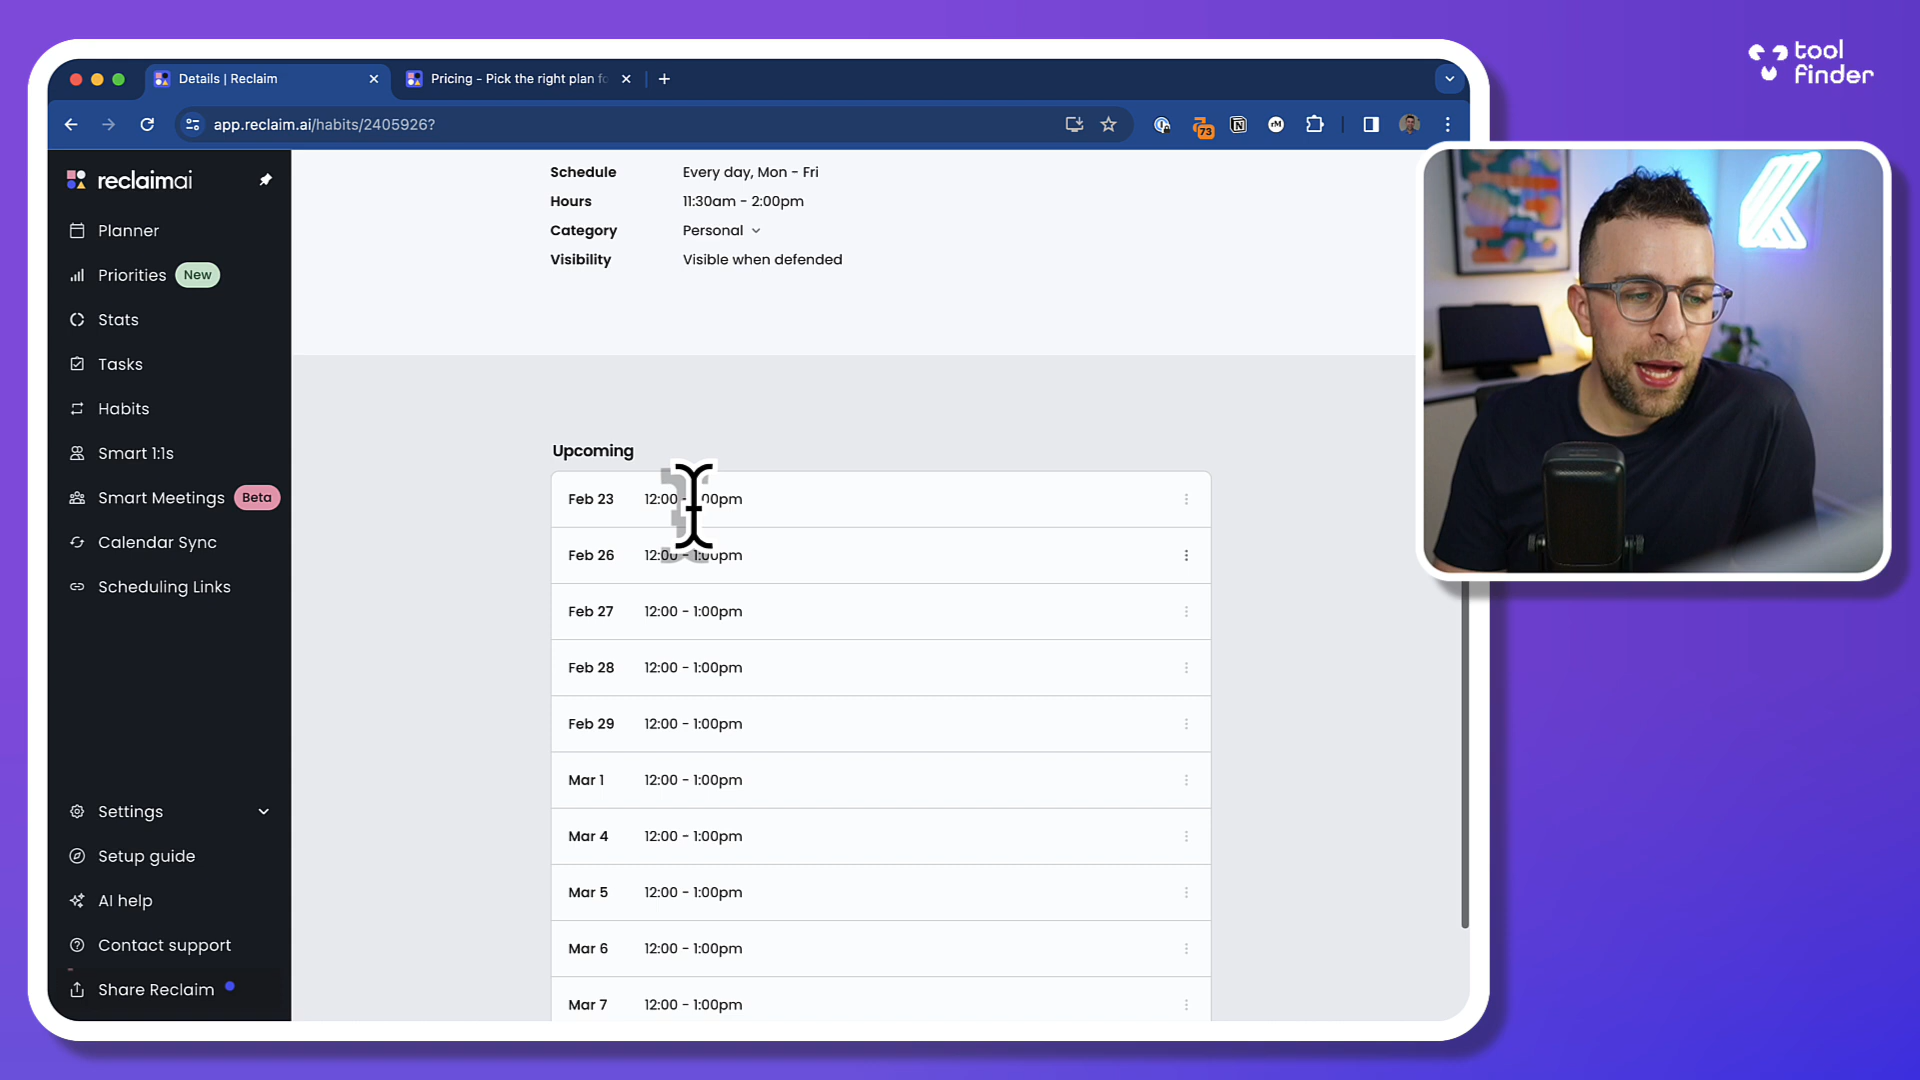 tool
finder
Details | Reclaim
Pricing - Pick the right plan fo
app.reclaim.ai/habits/2405926?
73
reclaimai
Planner
Priorities New
Stats
Tasks
Habits
Smart 1:1s
Smart Meetings Beta
Calendar Sync
Scheduling Links
Settings
Setup guide
AI help
Contact support
Share Reclaim
Schedule Every day, Mon - Fri
Hours 11:30am - 2:00pm
Category Personal
Visibility Visible when defended
Upcoming
Feb 23 12:00 - :00pm
Feb 26 12:00 - 1:00pm
Feb 27 12:00 - 1:00pm
Feb 28 12:00 - 1:00pm
Feb 29 12:00 - 1:00pm
Mar 1 12:00 - 1:00pm
Mar 4 12:00 - 1:00pm
Mar 5 12:00 - 1:00pm
Mar 6 12:00 - 1:00pm
Mar 7 12:00 - 1:00pm